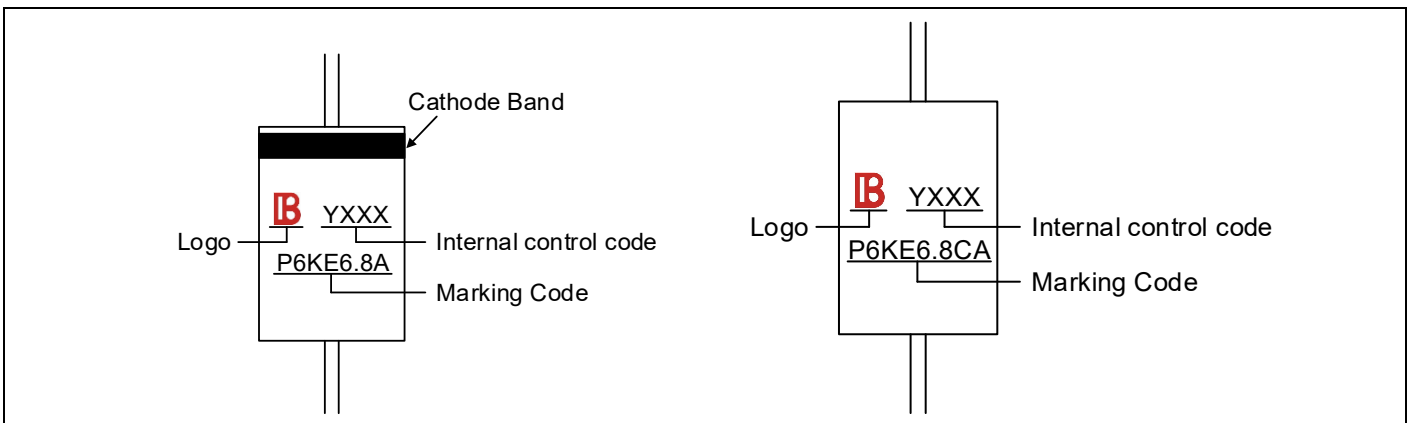 Cathode Band
B YXXX
Logo
Internal control code
P6KE6.8A
Marking Code
B YXXX
Logo
Internal control code
P6KE6.8CA
Marking Code